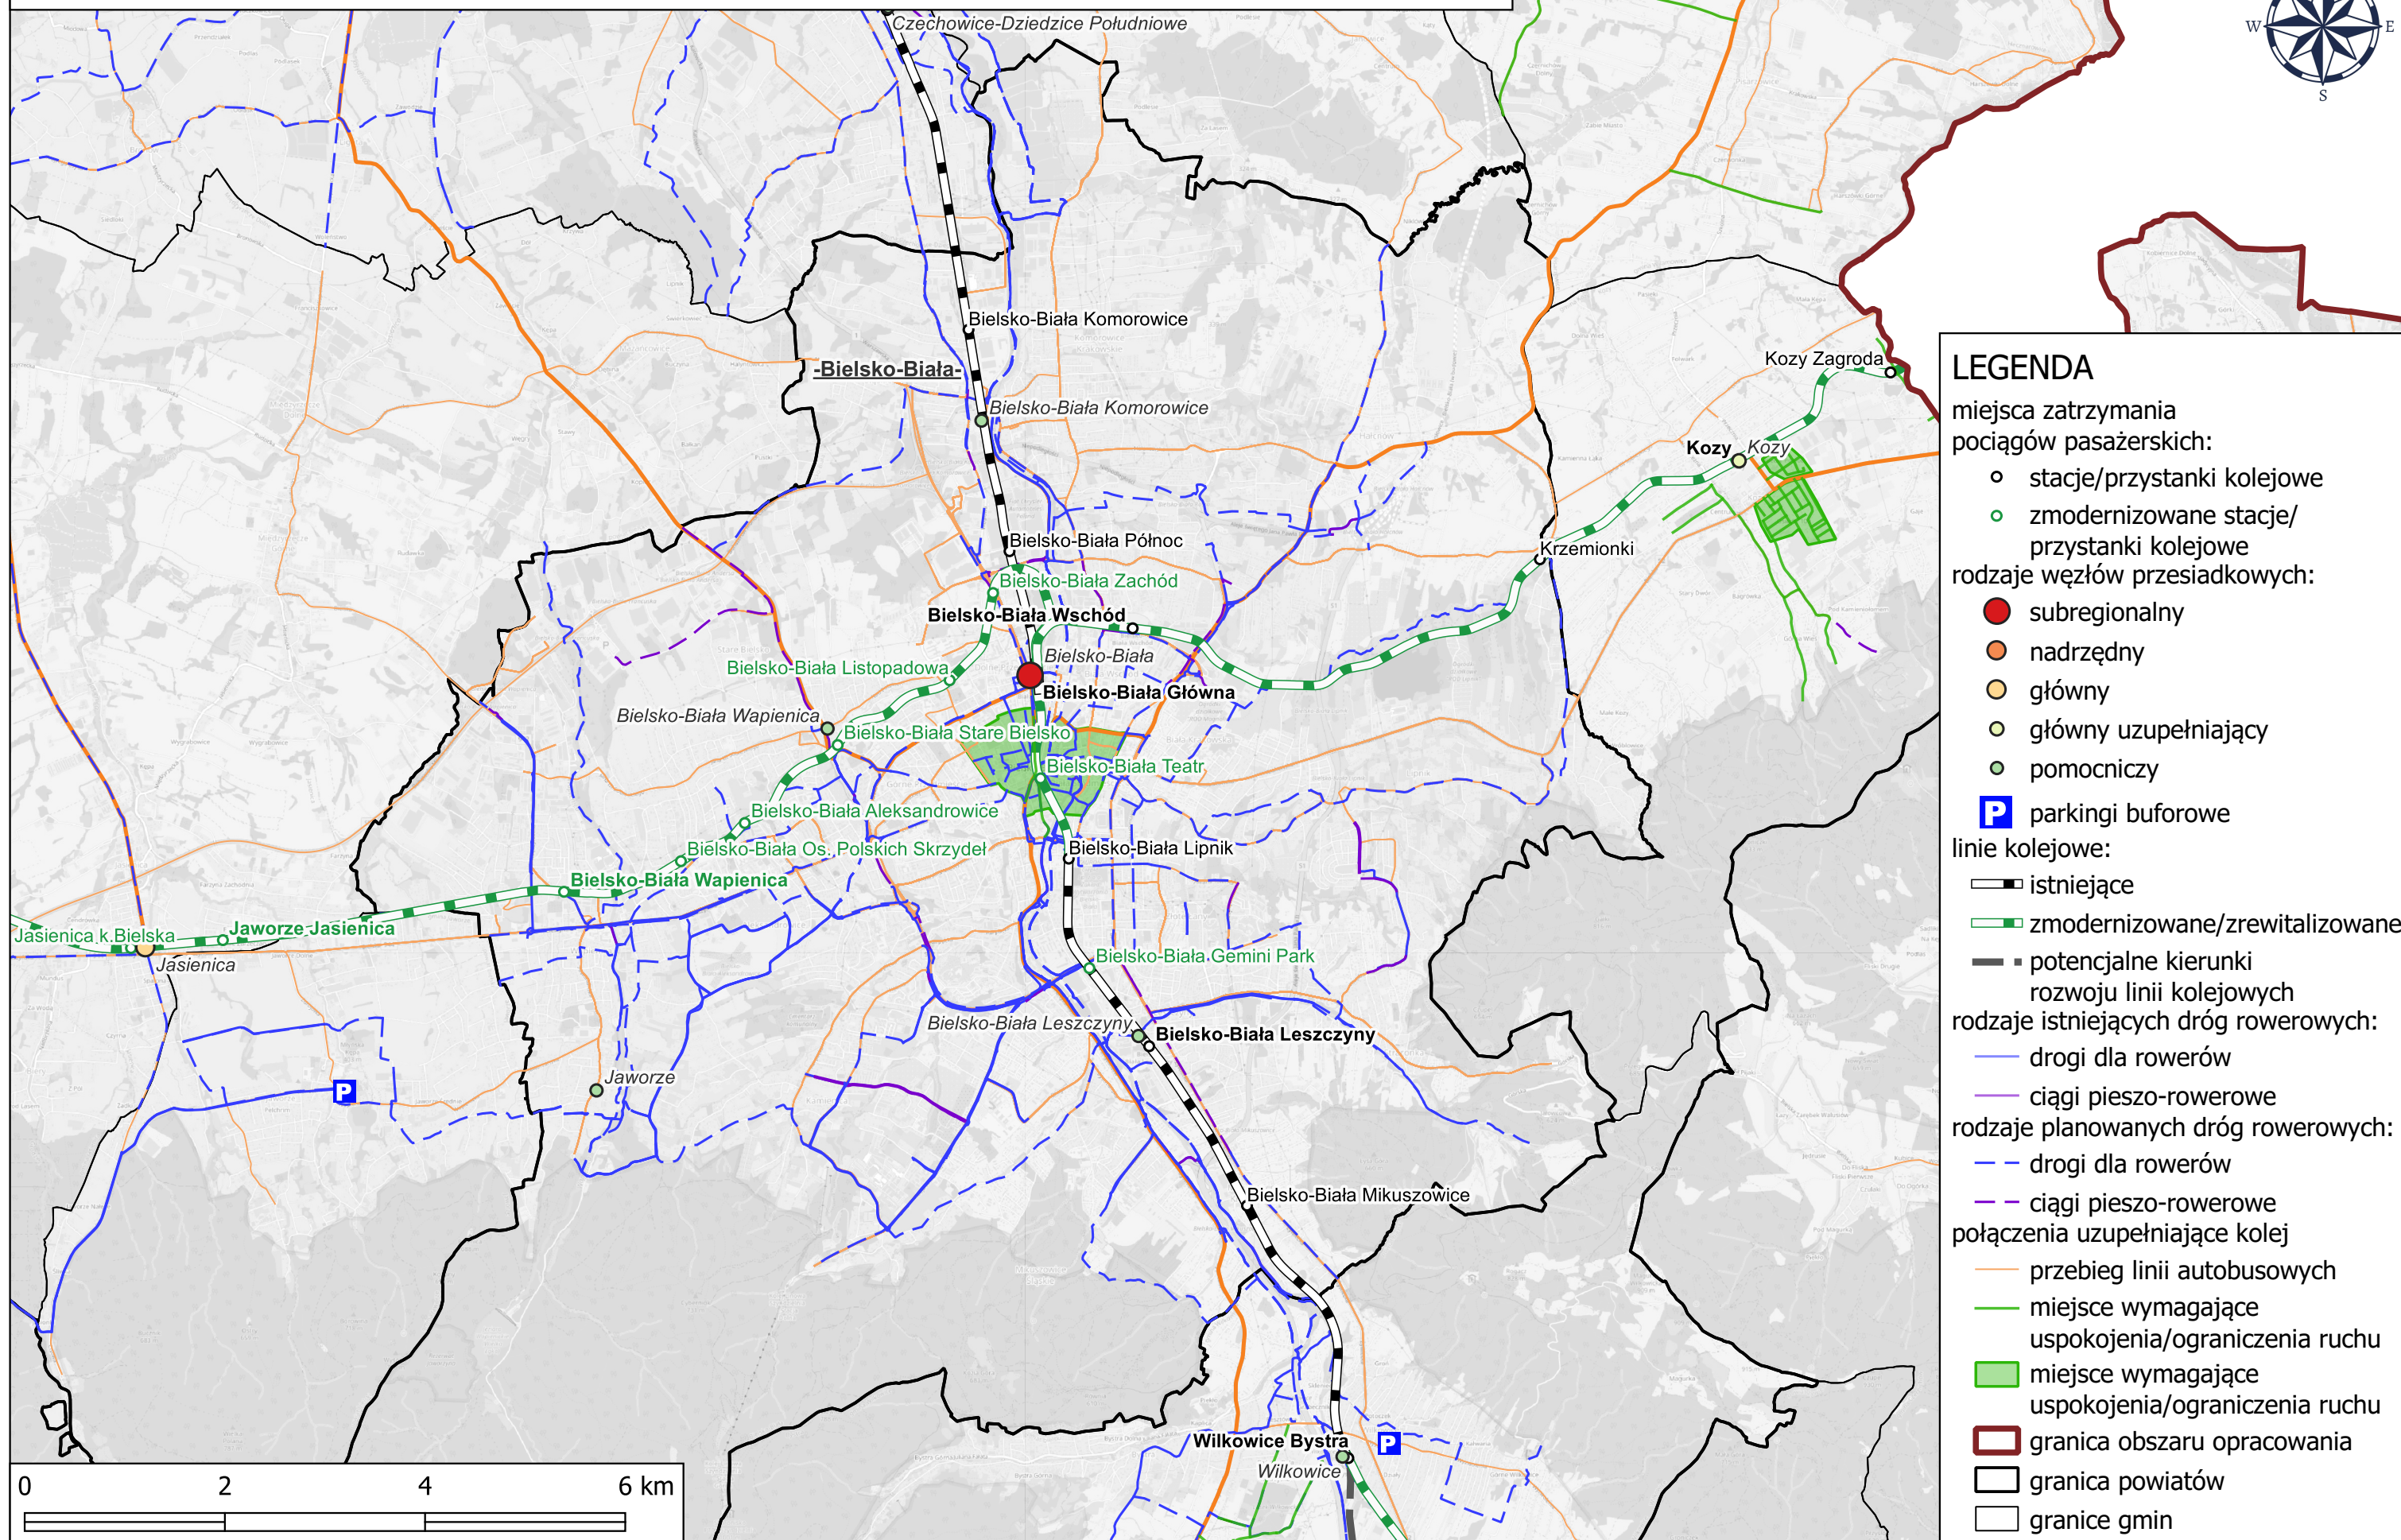 Czechowice-Dziedzice Południowe
W
E
S
Bielsko-Biała Komorowice
-Bielsko-Biała-
Bielsko-Biała Komorowice
Kozy Zagroda
Kozy
Kozy
Bielsko-Biała Północ
Krzemionki
Bielsko-Biała Zachód
Bielsko-Biała Wschód
Bielsko-Biała
Bielsko-Biała Listopadowa
Bielsko-Biała Główna
Bielsko-Biała Wapienica
Bielsko-Biała Stare Bielsko
Bielsko-Biała Teatr
Bielsko-Biała Aleksandrowice
Bielsko-Biała Os. Polskich Skrzydeł
Bielsko-Biała Lipnik
Bielsko-Biała Wapienica
Jasienica k.Bielska
Jaworze Jasienica
Jasienica
Bielsko-Biała Gemini Park
Bielsko-Biała Leszczyny
Bielsko-Biała Leszczyny
Jaworze
P
Bielsko-Biała Mikuszowice
Wilkowice Bystra
P
Wilkowice
0 2 4 6 km
LEGENDA
miejsca zatrzymania
pociągów pasażerskich:
stacje/przystanki kolejowe
zmodernizowane stacje/
przystanki kolejowe
rodzaje węzłów przesiadkowych:
subregionalny
nadrzędny
główny
główny uzupełniający
pomocniczy
P parkingi buforowe
linie kolejowe:
istniejące
zmodernizowane/zrewitalizowane
potencjalne kierunki
rozwoju linii kolejowych
rodzaje istniejących dróg rowerowych:
drogi dla rowerów
ciągi pieszo-rowerowe
rodzaje planowanych dróg rowerowych:
drogi dla rowerów
ciągi pieszo-rowerowe
połączenia uzupełniające kolej
przebieg linii autobusowych
miejsce wymagające
uspokojenia/ograniczenia ruchu
miejsce wymagające
uspokojenia/ograniczenia ruchu
granica obszaru opracowania
granica powiatów
granice gmin